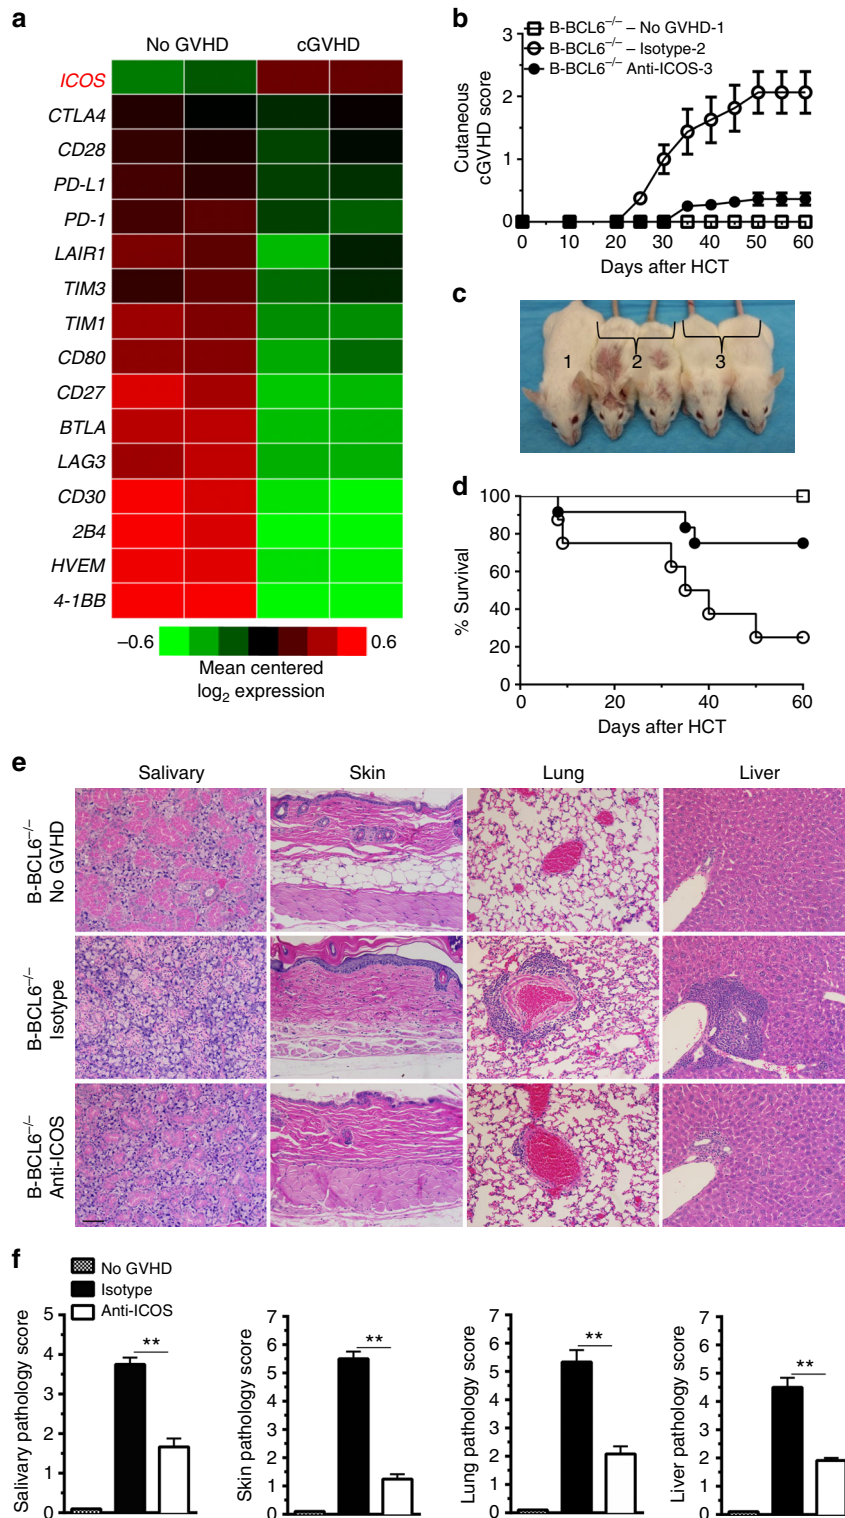 a
No GVHD cGVHD
ICOS
CTLA4
CD28
PD-L1
PD-1
LAIR1
TIM3
TIM1
CD80
CD27
BTLA
LAG3
CD30
2B4
HVEM
4-1BB
–0.6 0.6
Mean centered
log2 expression
b
B-BCL6–/– – No GVHD-1
B-BCL6–/– – Isotype-2
B-BCL6–/– Anti-ICOS-3
Cutaneous
cGVHD score
3
2
1
0
0 10 20 30 40 50 60
Days after HCT
c
1 2 3
d
% Survival
100
80
60
40
20
0
0 20 40 60
Days after HCT
e
Salivary Skin Lung Liver
B-BCL6–/–
No GVHD
B-BCL6–/–
Isotype
B-BCL6–/–
Anti-ICOS
f
No GVHD
Isotype
Anti-ICOS
Salivary pathology score
5
4
3
2
1
0
**
Skin pathology score
7
6
5
4
3
2
1
0
**
Lung pathology score
7
6
5
4
3
2
1
0
**
Liver pathology score
7
6
5
4
3
2
1
0
**